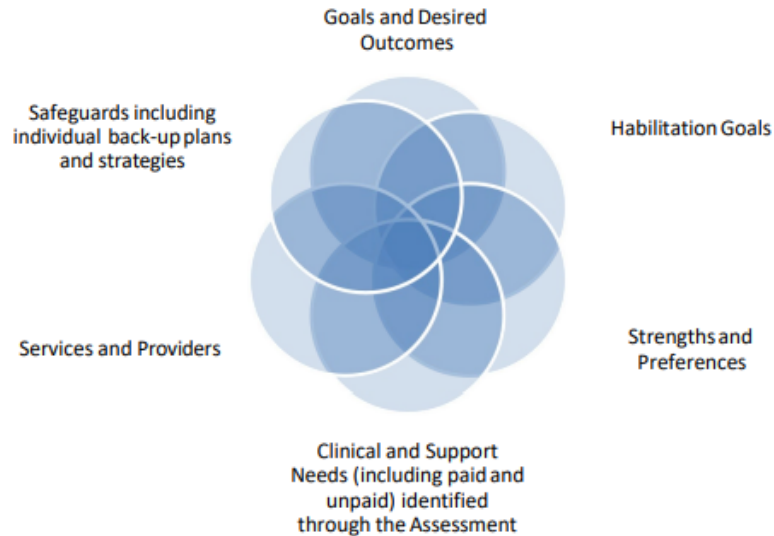 Goals and Desired
Outcomes
Safeguards including
individual back-up plans
and strategies
Habilitation Goals
Services and Providers
Strengths and
Preferences
Clinical and Support
Needs (including paid and
unpaid) identified
through the Assessment